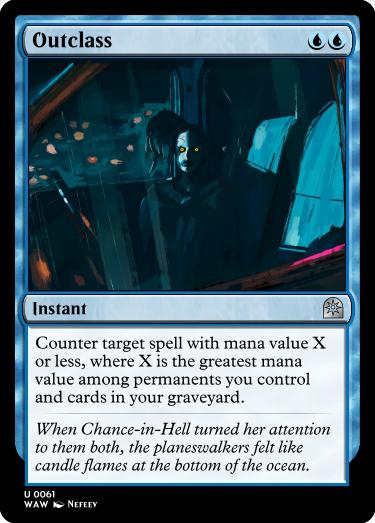 Outclass
Instant
Counter target spell with mana value X
or less, where X is the greatest mana
value among permanents you control
and cards in your graveyard.
When Chance-in-Hell turned her attention
to them both, the planeswalkers felt like
candle flames at the bottom of the ocean.
U 0061
WAW Nefeev